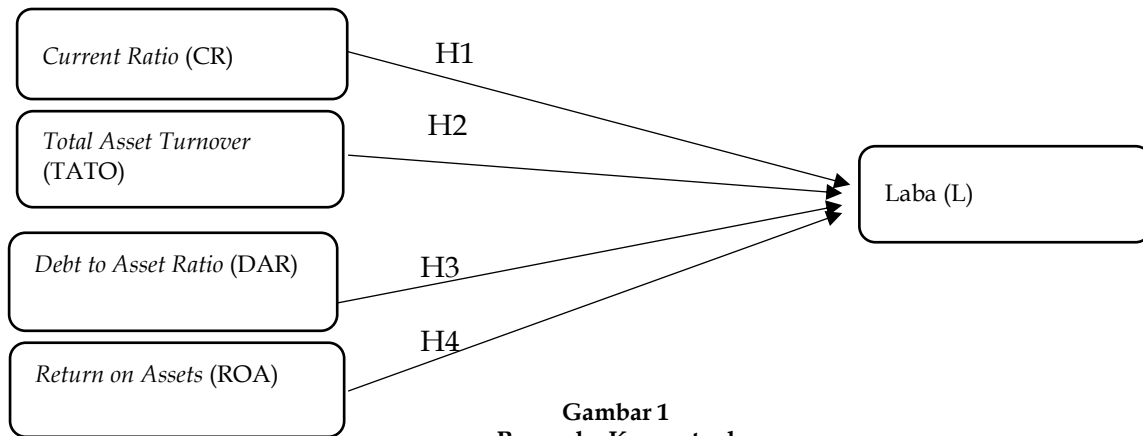 Current Ratio (CR)
H1
Total Asset Turnover
(TATO)
H2
Laba (L)
Debt to Asset Ratio (DAR)
H3
Return on Assets (ROA)
H4
Gambar 1